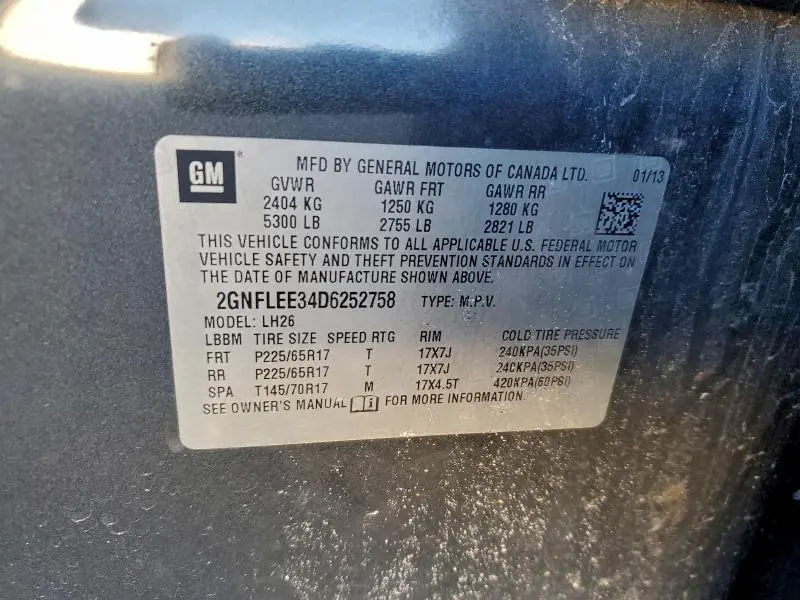 GM
®
MFD BY GENERAL MOTORS OF CANADA LTD. 01/13
GVWR GAWR FRT GAWR RR
2404 KG 1250 KG 1280 KG
5300 LB 2755 LB 2821 LB
THIS VEHICLE CONFORMS TO ALL APPLICABLE U.S. FEDERAL MOTOR
VEHICLE SAFETY AND THEFT PREVENTION STANDARDS IN EFFECT ON
THE DATE OF MANUFACTURE SHOWN ABOVE.
2GNFLEE34D6252758 TYPE: M.P.V.
MODEL: LH26
LBBM TIRE SIZE SPEED RTG RIM COLD TIRE PRESSURE
FRT P225/65R17 T 17X7J 240KPA(35PSI)
RR P225/65R17 T 17X7J 240KPA(35PSI)
SPA T145/70R17 M 17X4.5T 420KPA(60PSI)
SEE OWNER'S MANUAL i FOR MORE INFORMATION.